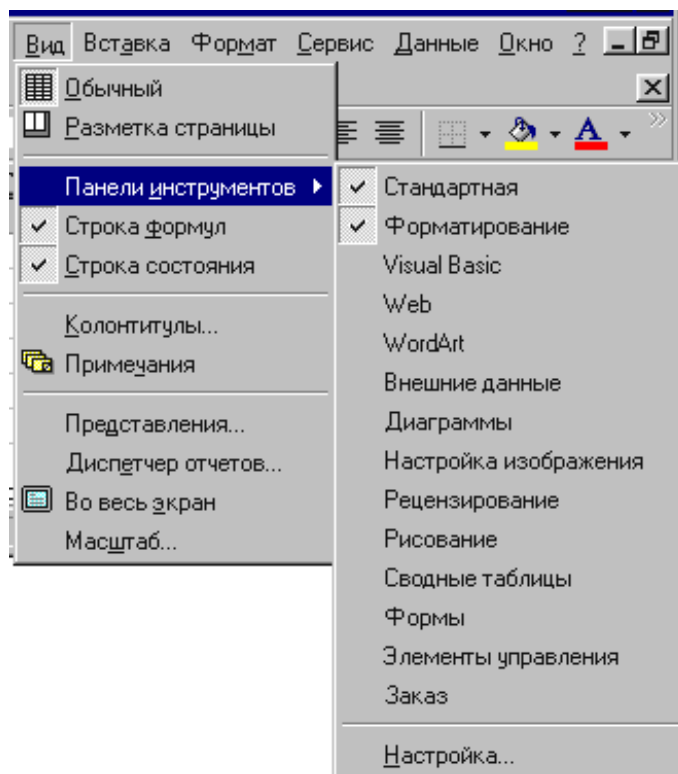 Вид Вставка Формат Сервис Данные Окно ?
Обычный
Разметка страницы
Панели инструментов
Строка формул
Строка состояния
Колонтитулы...
Примечания
Представления...
Диспетчер отчетов...
Во весь экран
Масштаб...
Стандартная
Форматирование
Visual Basic
Web
WordArt
Внешние данные
Диаграммы
Настройка изображения
Рецензирование
Рисование
Сводные таблицы
Формы
Элементы управления
Заказ
Настройка...